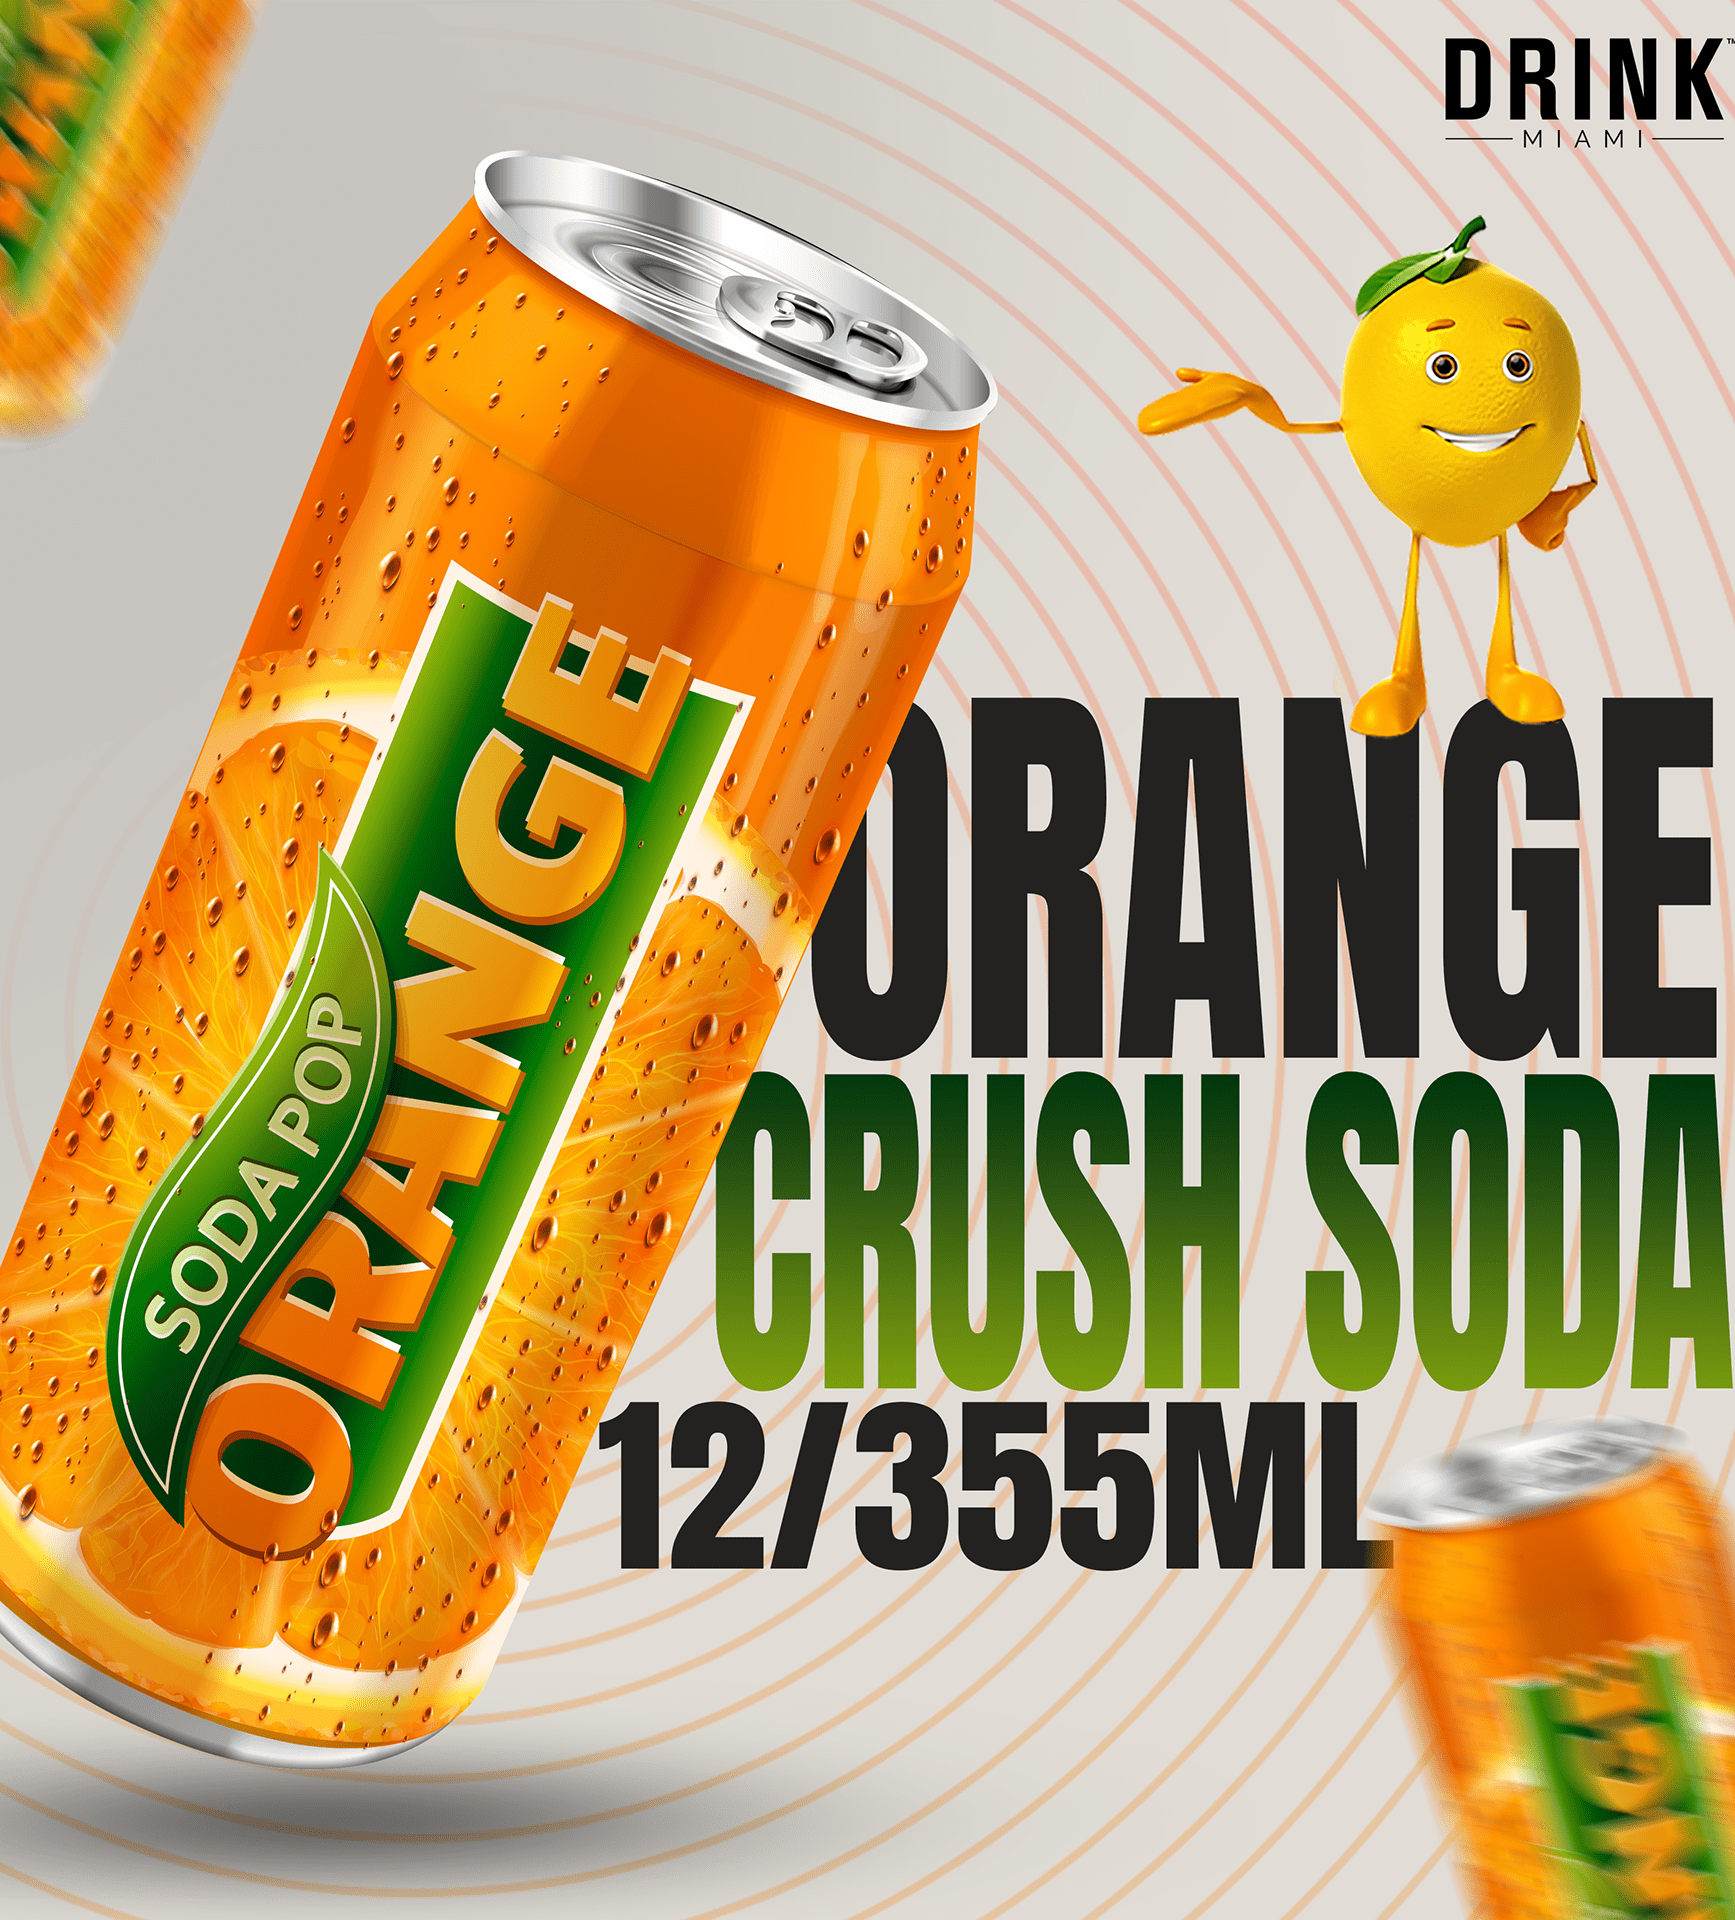 DRINK™
MIAMI
ORANGE
SODA POP
ORANGE
CRUSH SODA
12/355ML